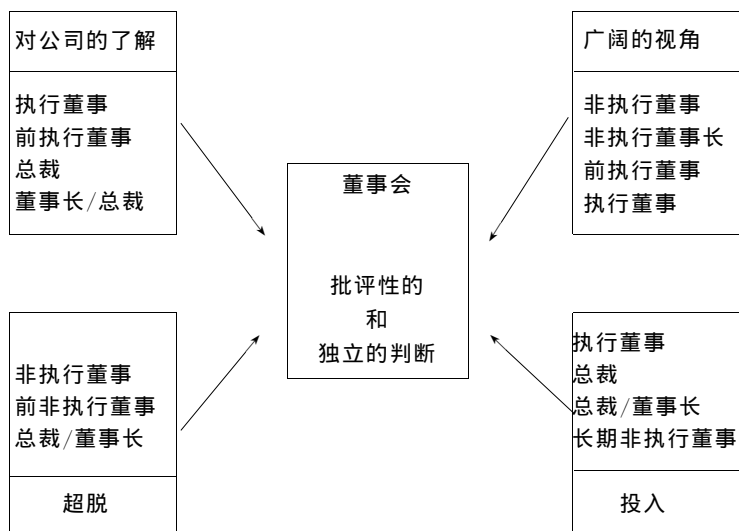 对公司的了解
执行董事
前执行董事
总裁
董事长/总裁
广阔的视角
非执行董事
非执行董事长
前执行董事
执行董事
董事会
批评性的
和
独立的判断
非执行董事
前非执行董事
总裁/董事长
超脱
执行董事
总裁
总裁/董事长
长期非执行董事
投入